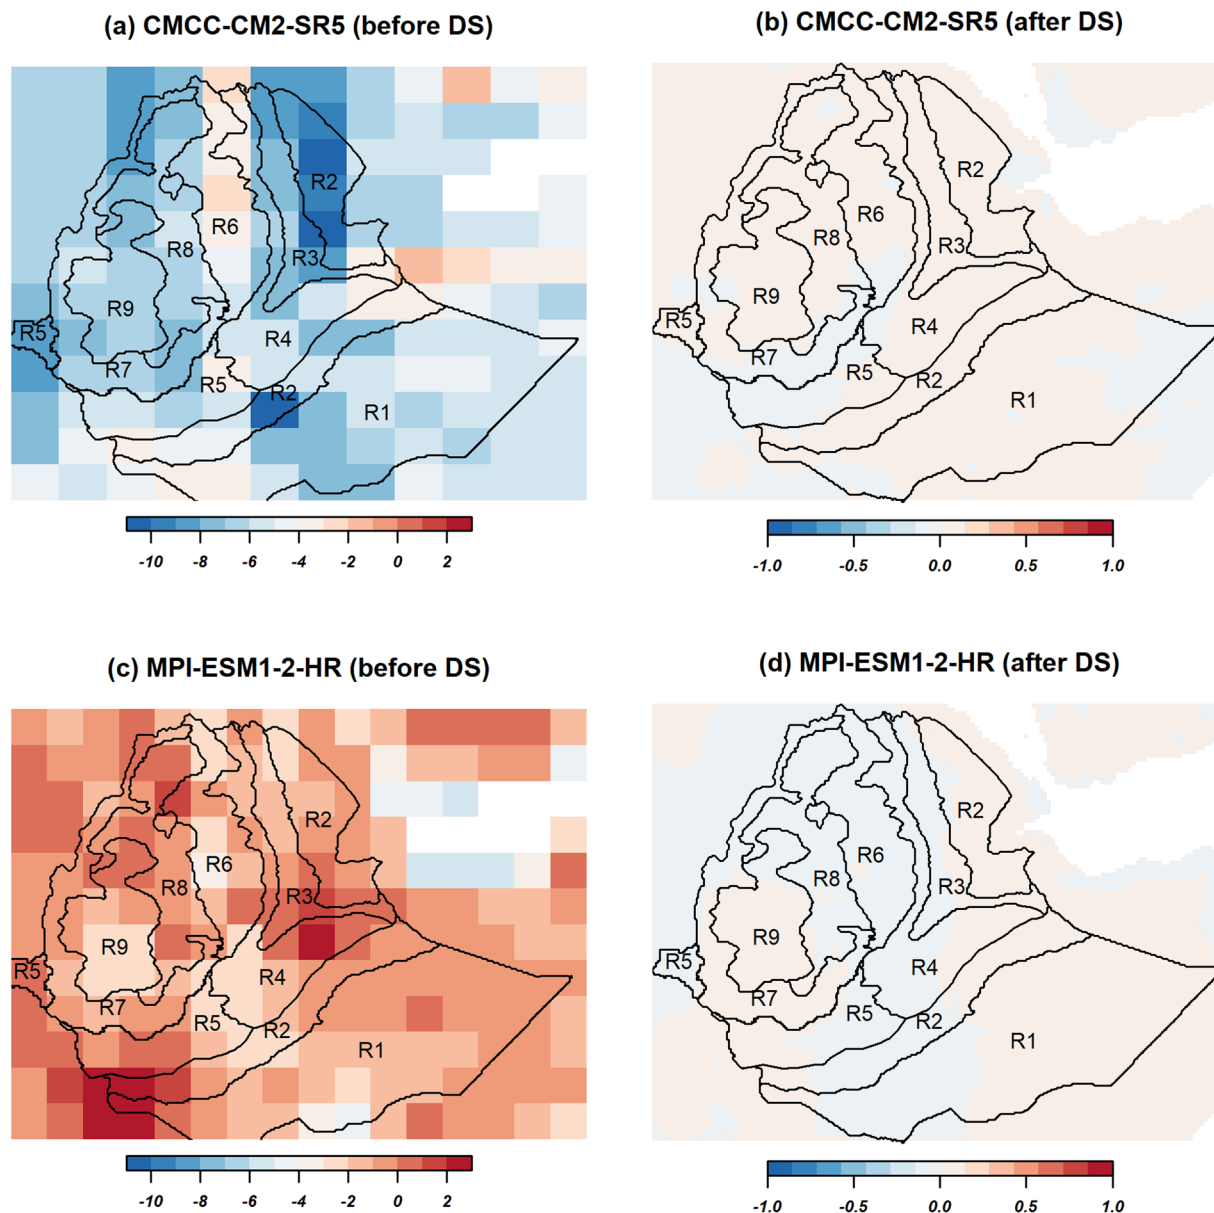 (a) CMCC-CM2-SR5 (before DS)
(b) CMCC-CM2-SR5 (after DS)
R2
R6
R8
R3
R9
R5
R4
R7
R5
R2
R1
-10 -8 -6 -4 -2 0 2
R2
R6
R8
R3
R9
R5
R4
R7
R5
R2
R1
-1.0 -0.5 0.0 0.5 1.0
(c) MPI-ESM1-2-HR (before DS)
(d) MPI-ESM1-2-HR (after DS)
R2
R6
R8
R3
R9
R5
R4
R7
R5
R2
R1
-10 -8 -6 -4 -2 0 2
R2
R6
R8
R3
R9
R5
R4
R7
R5
R2
R1
-1.0 -0.5 0.0 0.5 1.0